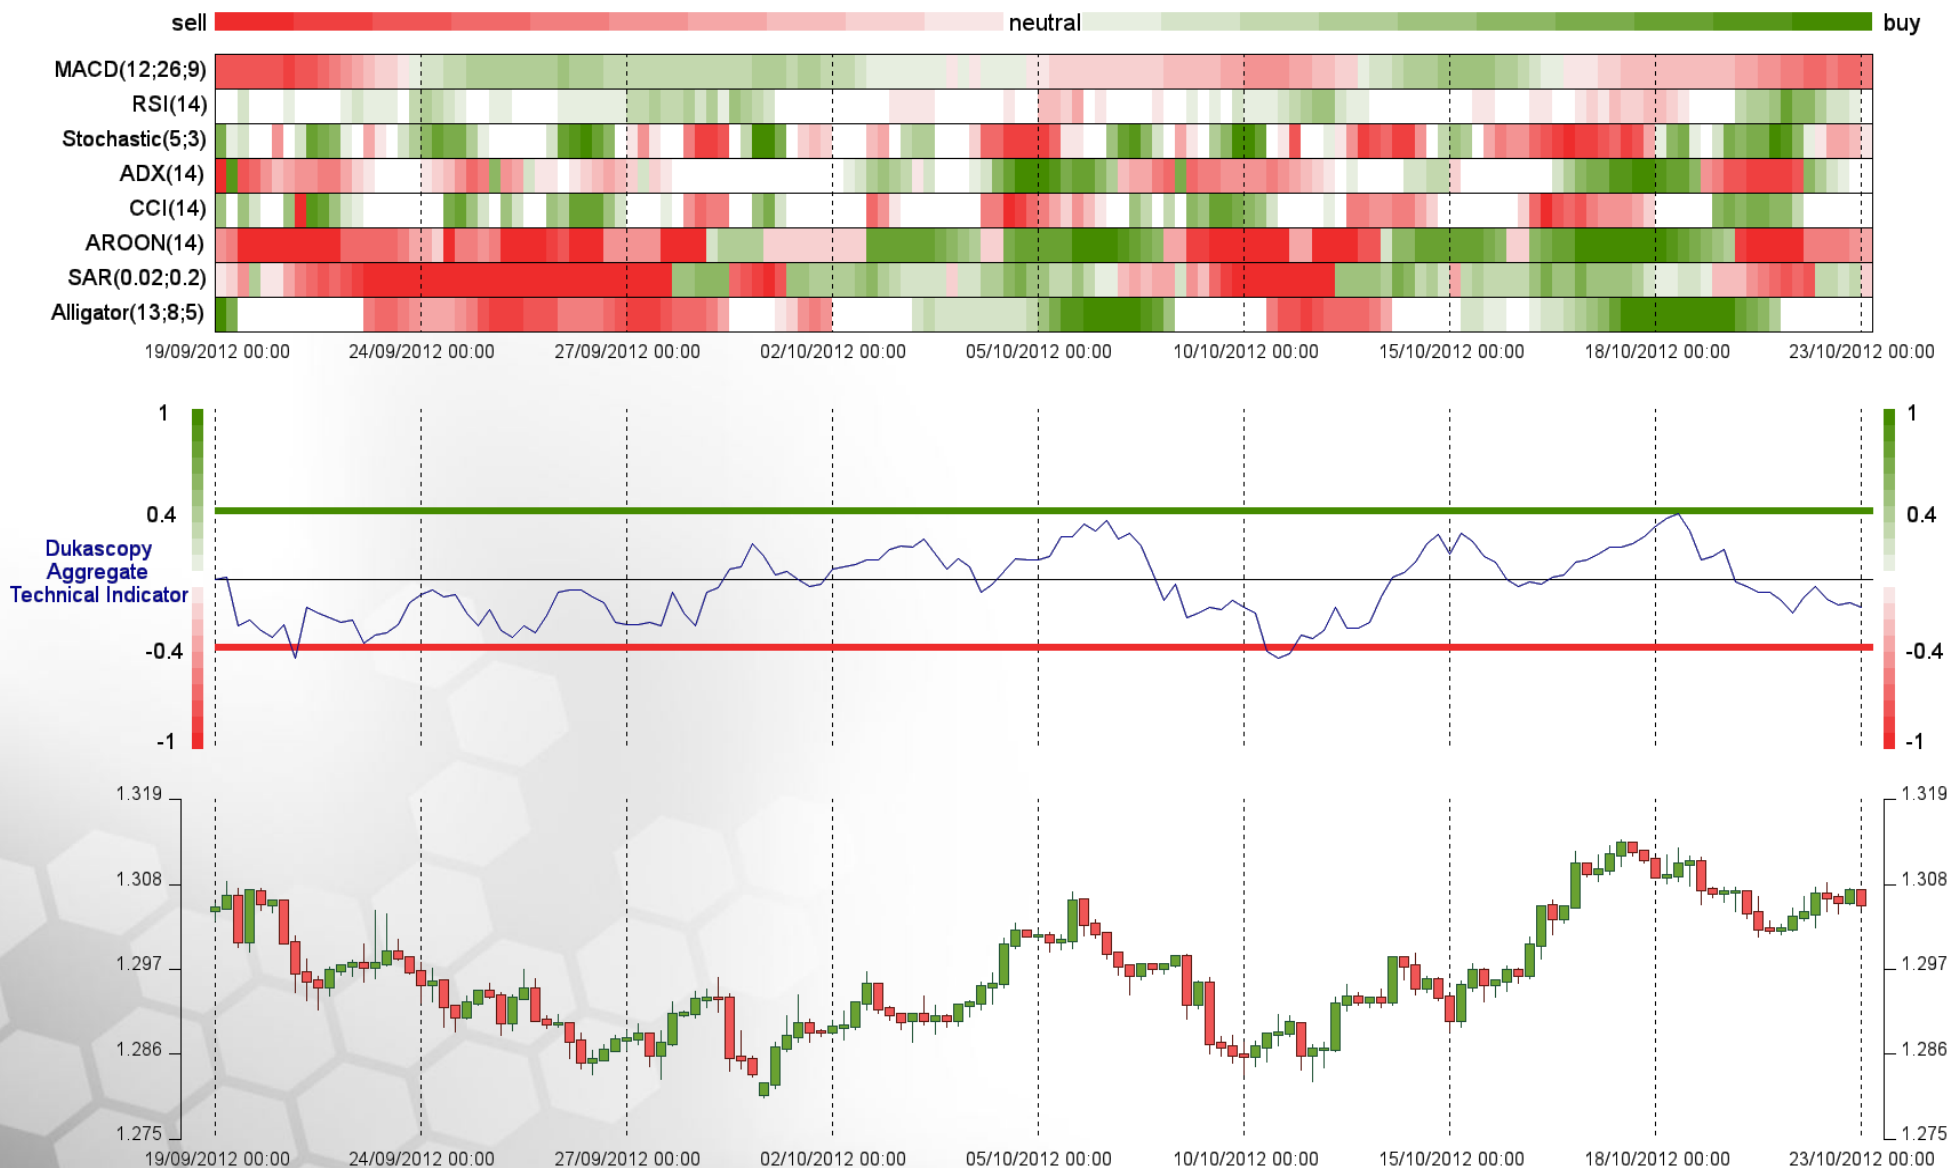 sell neutral buy
MACD(12;26;9)
RSI(14)
Stochastic(5;3)
ADX(14)
CCI(14)
AROON(14)
SAR(0.02;0.2)
Alligator(13;8;5)
19/09/2012 00:00 24/09/2012 00:00 27/09/2012 00:00 02/10/2012 00:00 05/10/2012 00:00 10/10/2012 00:00 15/10/2012 00:00 18/10/2012 00:00 23/10/2012 00:00
1 1
0.4 0.4
Dukascopy
Aggregate
Technical Indicator
-0.4 -0.4
-1 -1
1.319 1.319
1.308 1.308
1.297 1.297
1.286 1.286
1.275 1.275
19/09/2012 00:00 24/09/2012 00:00 27/09/2012 00:00 02/10/2012 00:00 05/10/2012 00:00 10/10/2012 00:00 15/10/2012 00:00 18/10/2012 00:00 23/10/2012 00:00